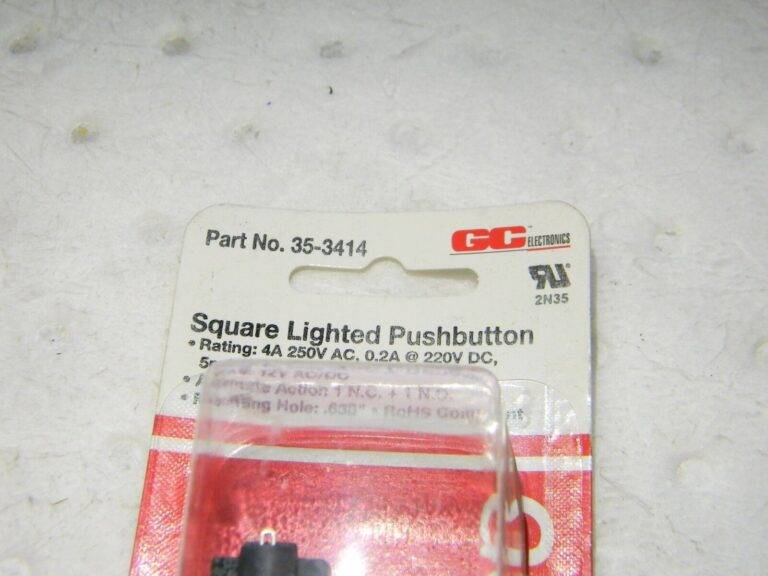 Part No. 35-3414
GC ELECTRONICS
RU
2N35
Square Lighted Pushbutton
• Rating: 4A 250V AC, 0.2A @ 220V DC,
12V AC/DC
Action 1 N.C. + 1 N.O.
Hole: • RoHS